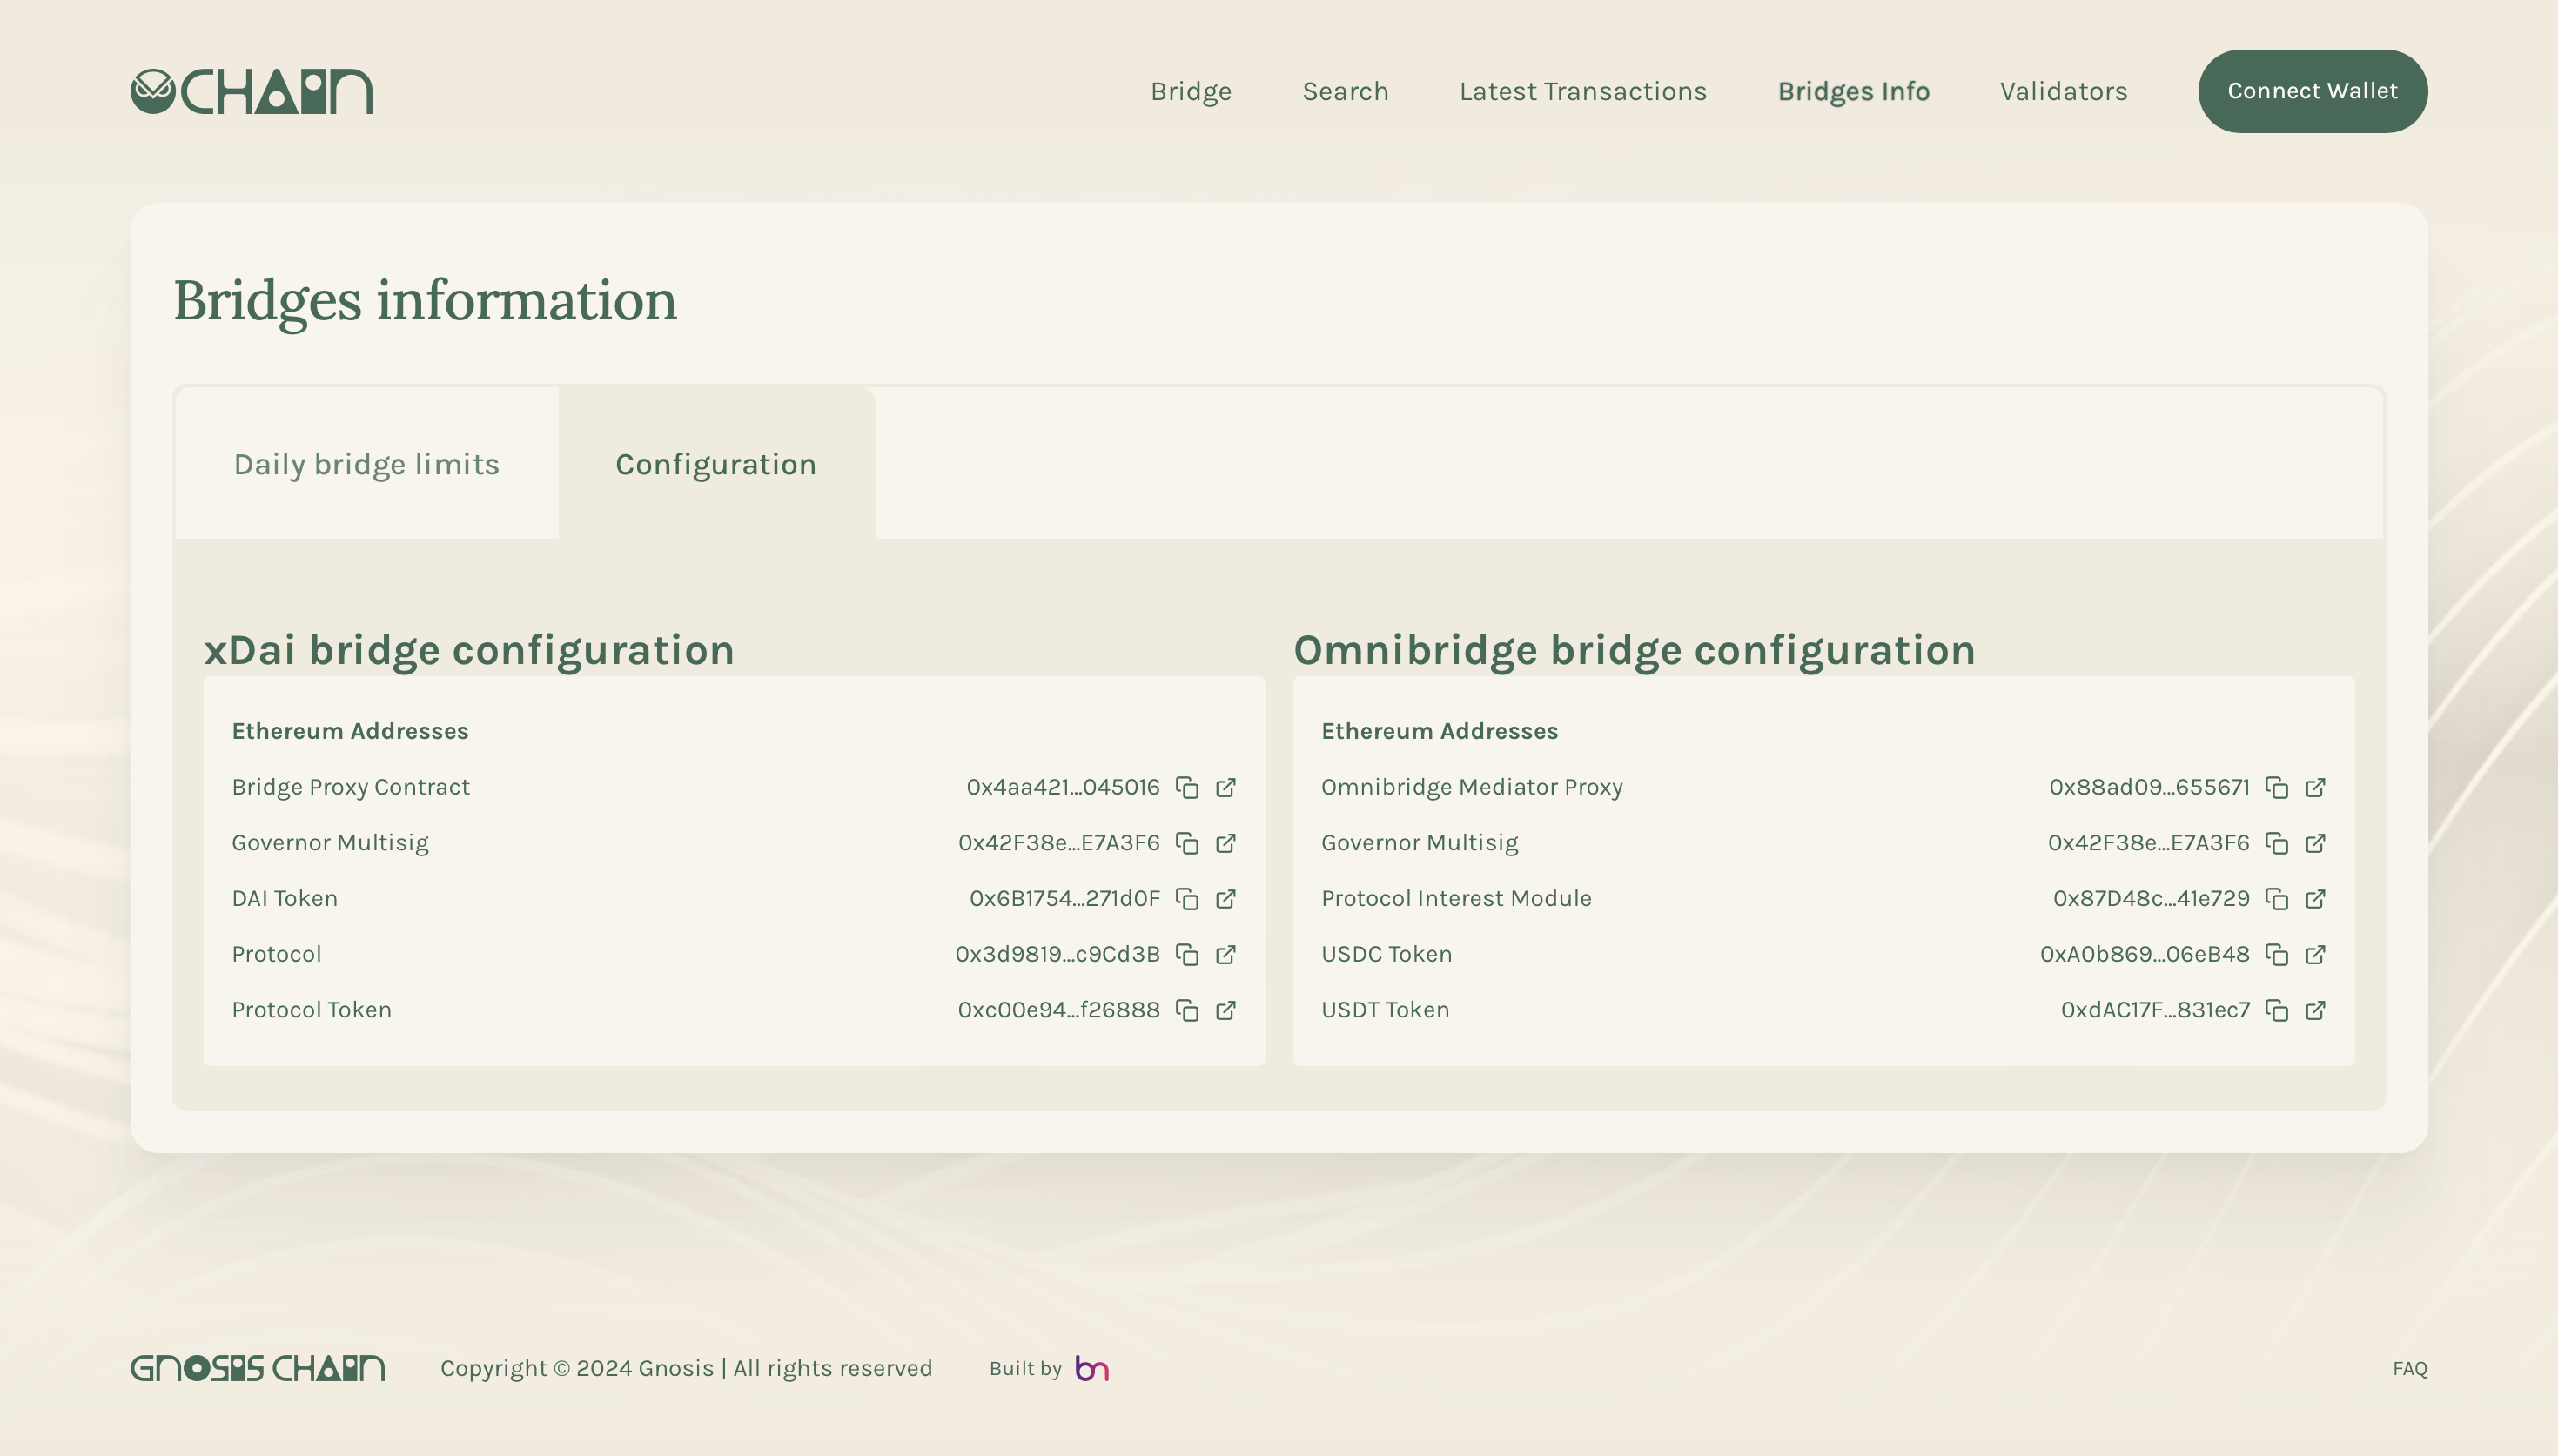 CHAIN
Bridge Search Latest Transactions Bridges Info Validators Connect Wallet
Bridges information
Daily bridge limits Configuration
xDai bridge configuration
Ethereum Addresses
Bridge Proxy Contract 0x4aa421...045016
Governor Multisig 0x42F38e...E7A3F6
DAI Token 0x6B1754...271d0F
Protocol 0x3d9819...c9Cd3B
Protocol Token 0xc00e94...f26888
Omnibridge bridge configuration
Ethereum Addresses
Omnibridge Mediator Proxy 0x88ad09...655671
Governor Multisig 0x42F38e...E7A3F6
Protocol Interest Module 0x87D48c...41e729
USDC Token 0xA0b869...06eB48
USDT Token 0xdAC17F...831ec7
GNOSIS CHAIN Copyright © 2024 Gnosis | All rights reserved Built by bn FAQ